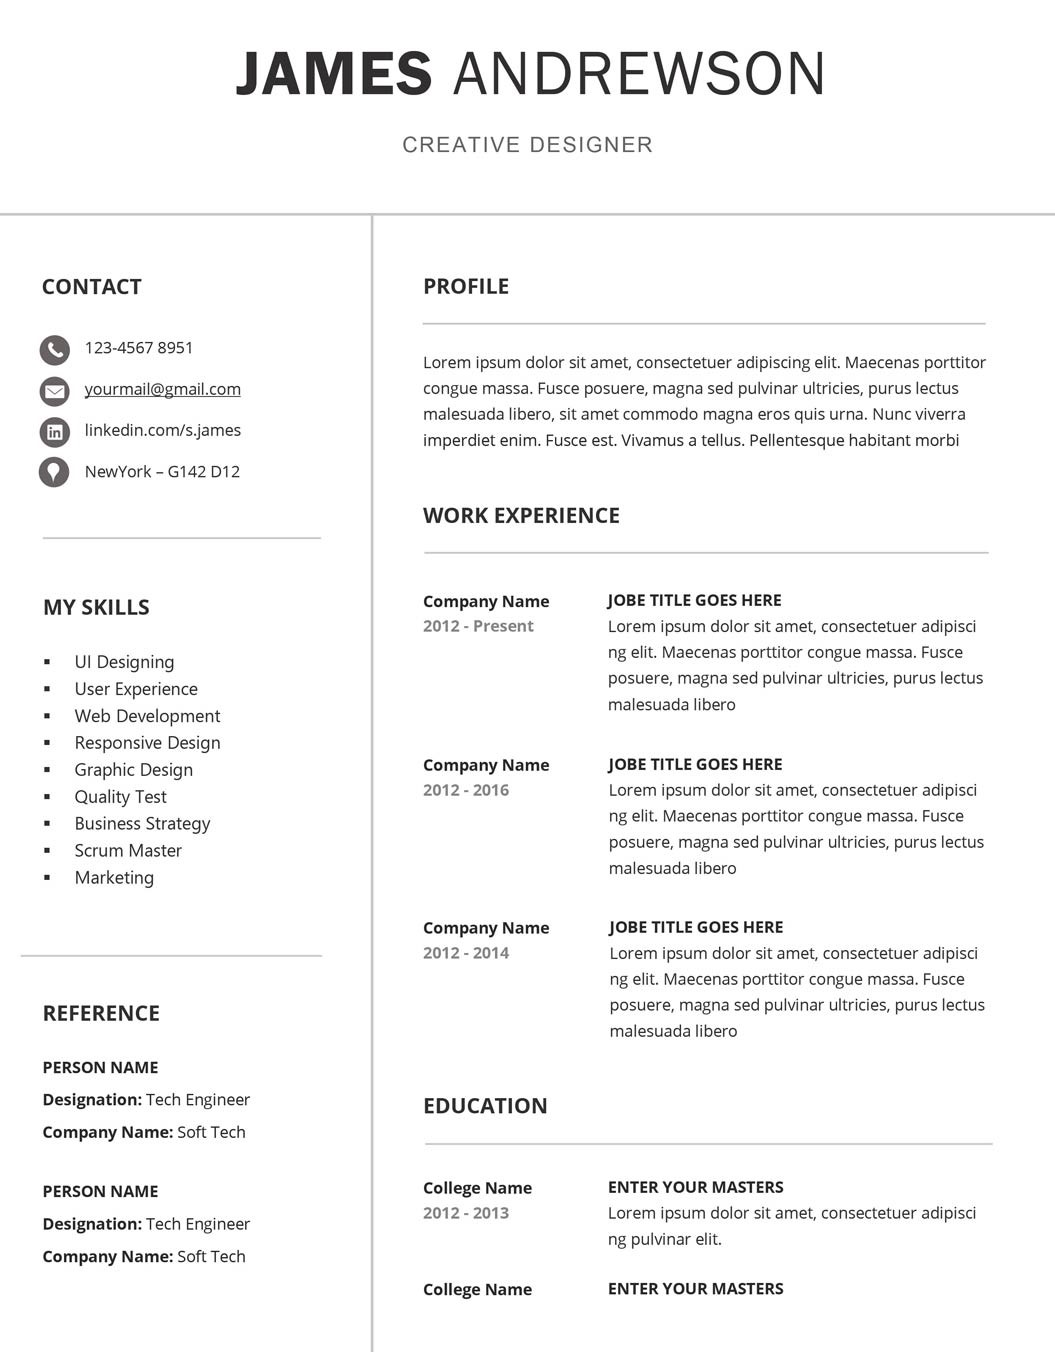 JAMES ANDREWSON
CREATIVE DESIGNER
CONTACT
123-4567 8951
yourmail@gmail.com
linkedin.com/s.james
NewYork – G142 D12
MY SKILLS
▪ UI Designing
▪ User Experience
▪ Web Development
▪ Responsive Design
▪ Graphic Design
▪ Quality Test
▪ Business Strategy
▪ Scrum Master
▪ Marketing
REFERENCE
PERSON NAME
Designation: Tech Engineer
Company Name: Soft Tech
PERSON NAME
Designation: Tech Engineer
Company Name: Soft Tech
PROFILE
Lorem ipsum dolor sit amet, consectetuer adipiscing elit. Maecenas porttitor
congue massa. Fusce posuere, magna sed pulvinar ultricies, purus lectus
malesuada libero, sit amet commodo magna eros quis urna. Nunc viverra
imperdiet enim. Fusce est. Vivamus a tellus. Pellentesque habitant morbi
WORK EXPERIENCE
Company Name
2012 - Present
JOBE TITLE GOES HERE
Lorem ipsum dolor sit amet, consectetuer adipisci
ng elit. Maecenas porttitor congue massa. Fusce
posuere, magna sed pulvinar ultricies, purus lectus
malesuada libero
Company Name
2012 - 2016
JOBE TITLE GOES HERE
Lorem ipsum dolor sit amet, consectetuer adipisci
ng elit. Maecenas porttitor congue massa. Fusce
posuere, magna sed pulvinar ultricies, purus lectus
malesuada libero
Company Name
2012 - 2014
JOBE TITLE GOES HERE
Lorem ipsum dolor sit amet, consectetuer adipisci
ng elit. Maecenas porttitor congue massa. Fusce
posuere, magna sed pulvinar ultricies, purus lectus
malesuada libero
EDUCATION
College Name
2012 - 2013
ENTER YOUR MASTERS
Lorem ipsum dolor sit amet, consectetuer adipisci
ng pulvinar elit.
College Name
ENTER YOUR MASTERS